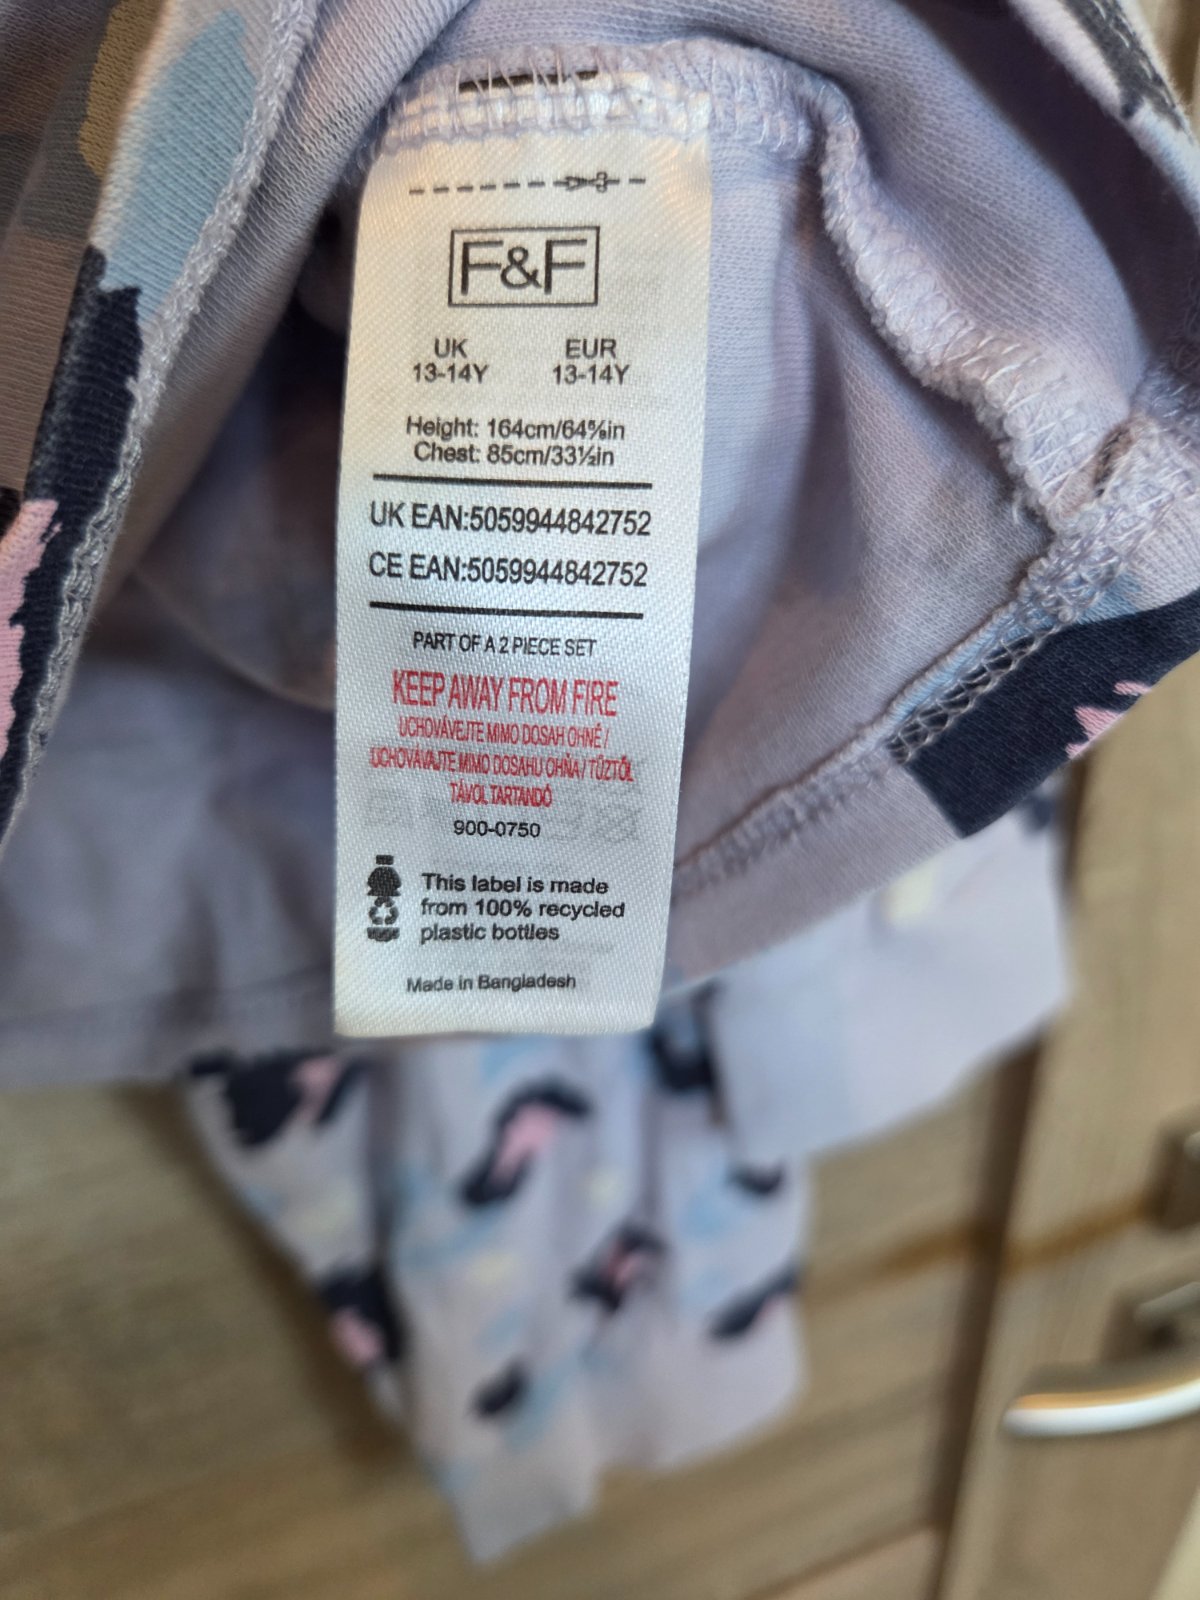 F&F
UK EUR
13-14Y 13-14Y
Height: 164cm/64⅝in
Chest: 85cm/33½in
UK EAN:5059944842752
CE EAN:5059944842752
PART OF A 2 PIECE SET
KEEP AWAY FROM FIRE
UCHOVÁVEJTE MIMO DOSAH OHNĚ /
UCHOVÁVAJTE MIMO DOSAHU OHŇA / TŰZTŐL
TÁVOL TARTANDÓ
900-0750
This label is made
from 100% recycled
plastic bottles
Made in Bangladesh